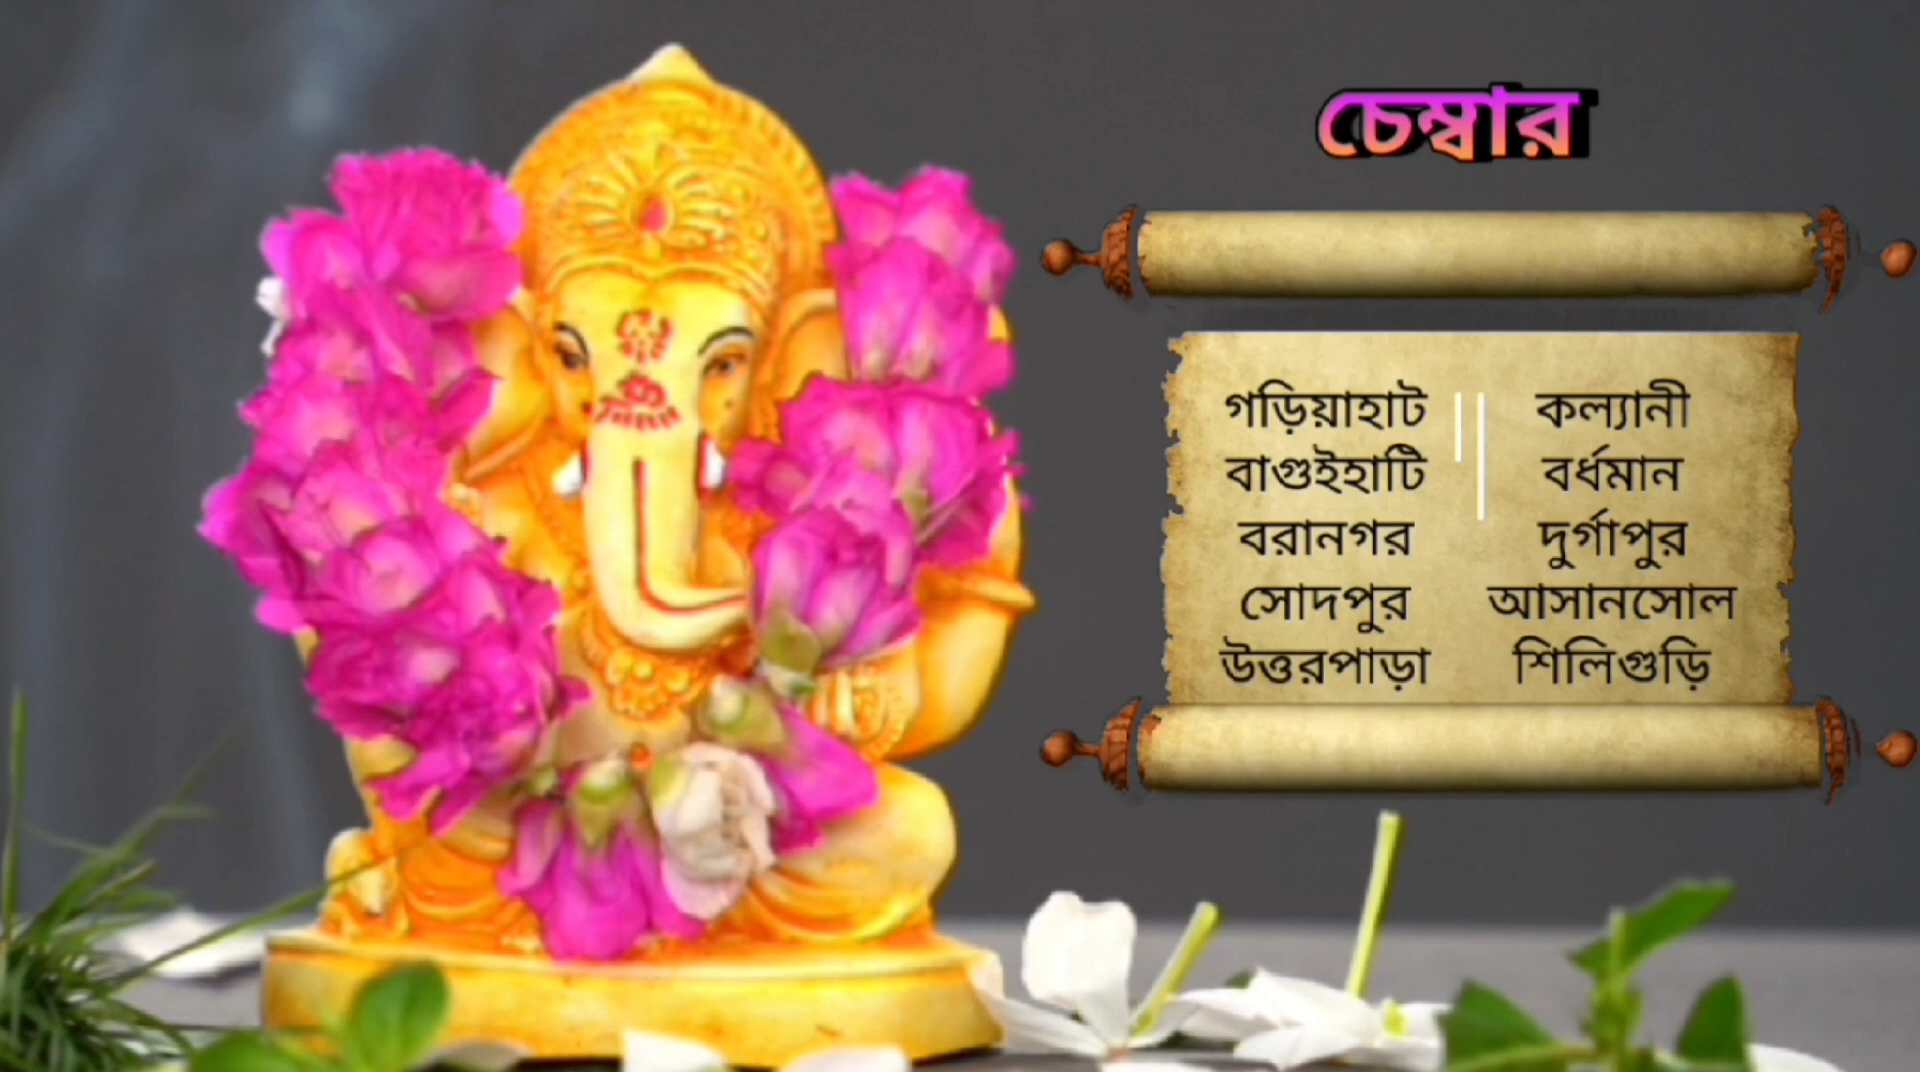 চেম্বার
গড়িয়াহাট
বাগুইহাটি
বরানগর
সোদপুর
উত্তরপাড়া
কল্যানী
বর্ধমান
দুর্গাপুর
আসানসোল
শিলিগুড়ি